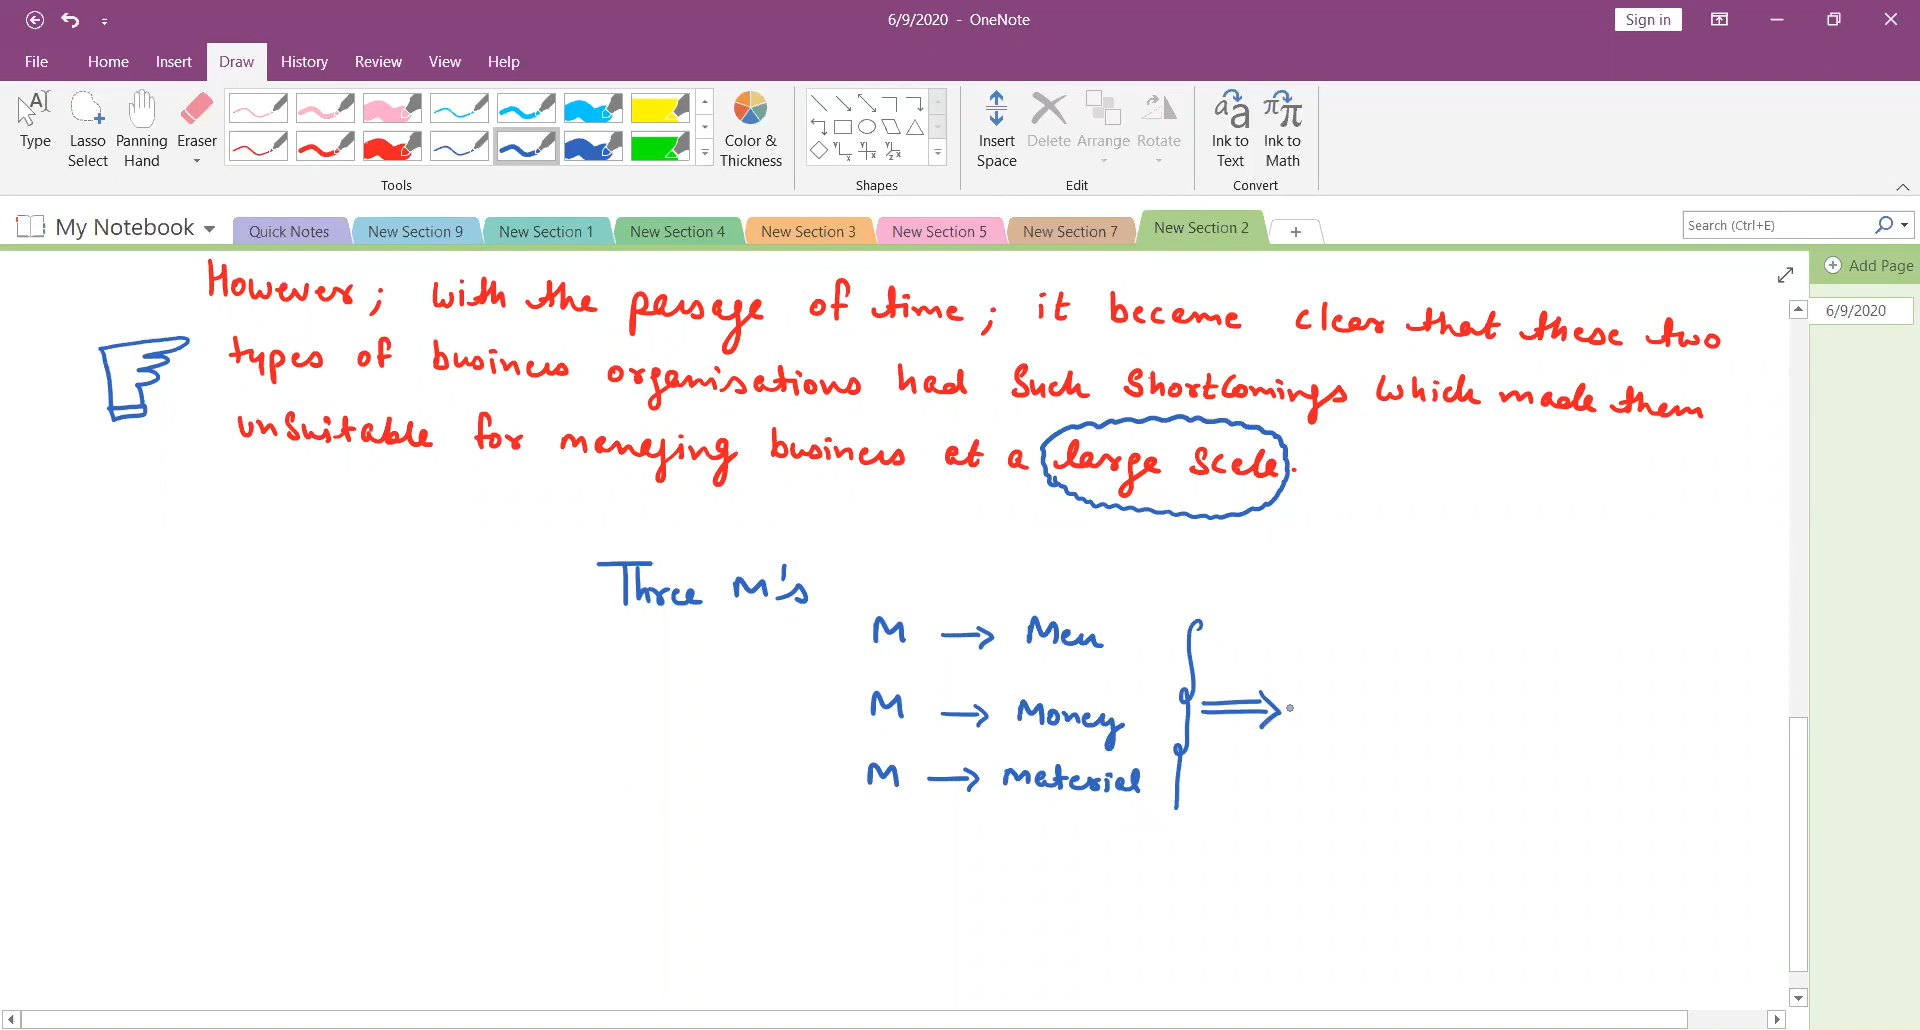 6/9/2020 - OneNote
Sign in
File Home Insert Draw History Review View Help
Type Lasso Select Panning Hand Eraser Color & Thickness Insert Space Delete Arrange Rotate Ink to Text Ink to Math
Tools Shapes Edit Convert
My Notebook Quick Notes New Section 9 New Section 1 New Section 4 New Section 3 New Section 5 New Section 7 New Section 2 + Search (Ctrl+E)
Add Page
6/9/2020
However; with the passage of time; it became clear that these two
types of business organisations had such shortcomings which made them
unsuitable for managing business at a large scale.
Three M's
M → Men
M → Money
M → Material